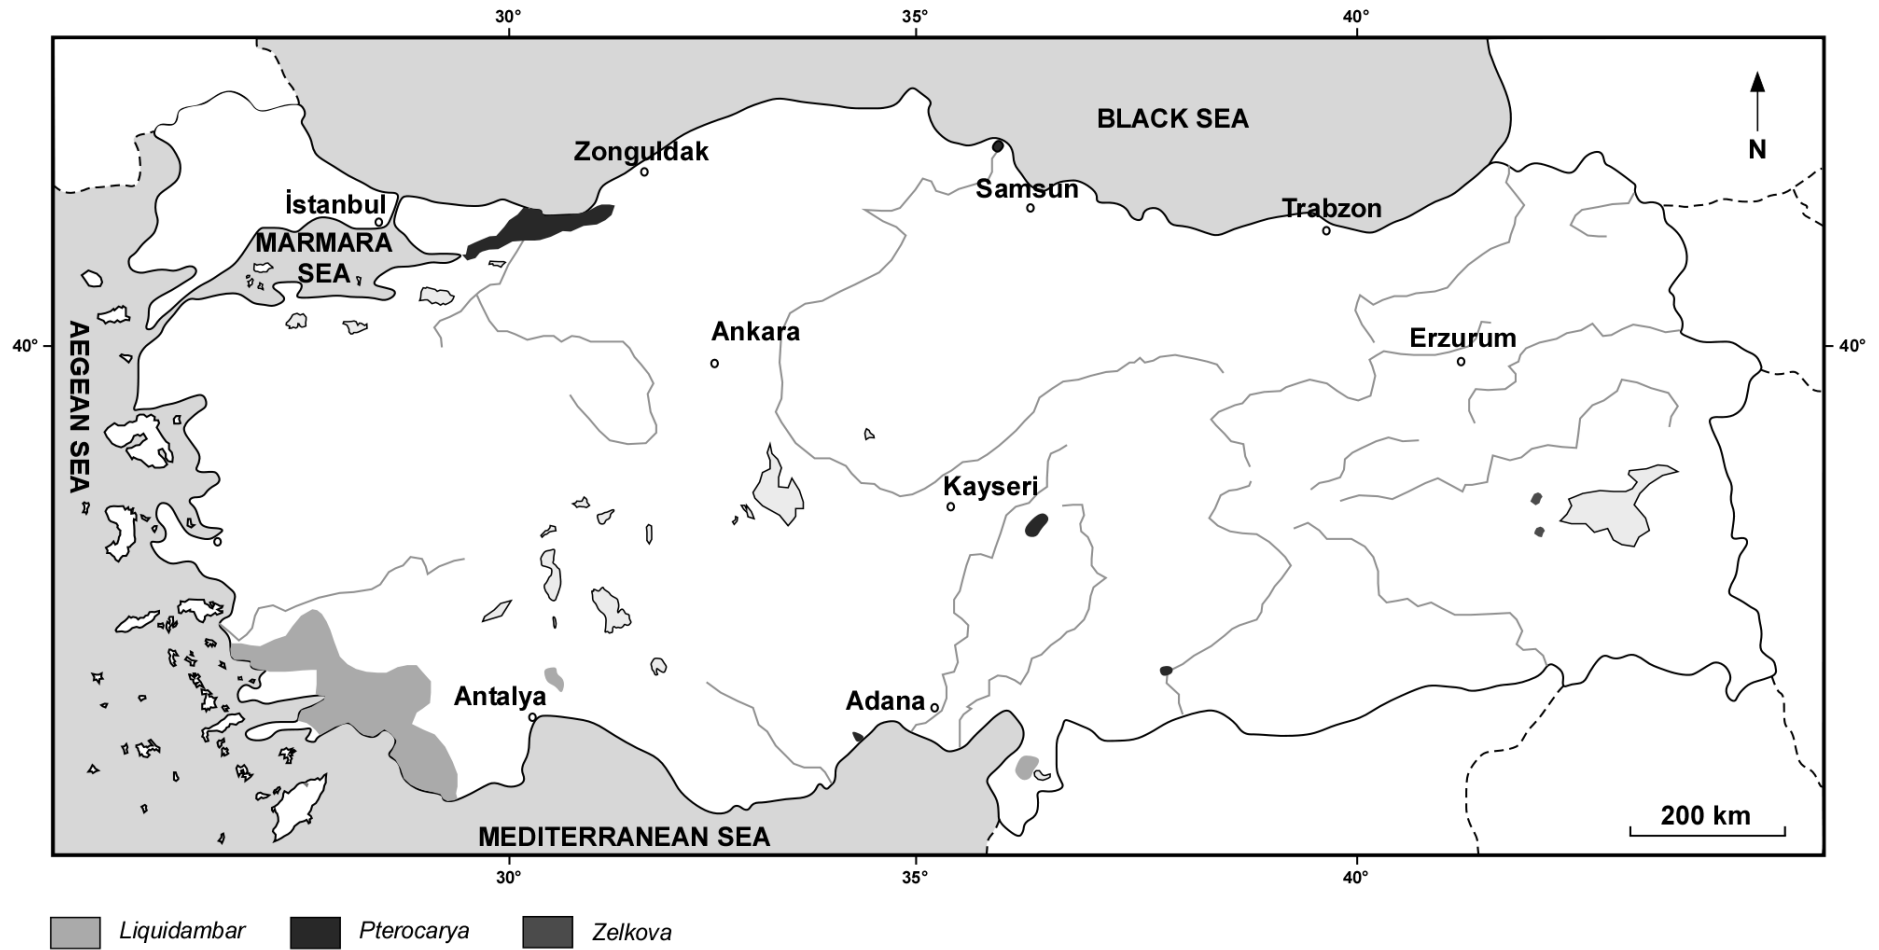 30° 35° 40°
BLACK SEA
N
Zonguldak
Samsun
İstanbul
Trabzon
MARMARA
SEA
AEGEAN SEA
Ankara
Erzurum
40° 40°
Kayseri
Antalya
Adana
MEDITERRANEAN SEA
200 km
30° 35° 40°
Liquidambar Pterocarya Zelkova